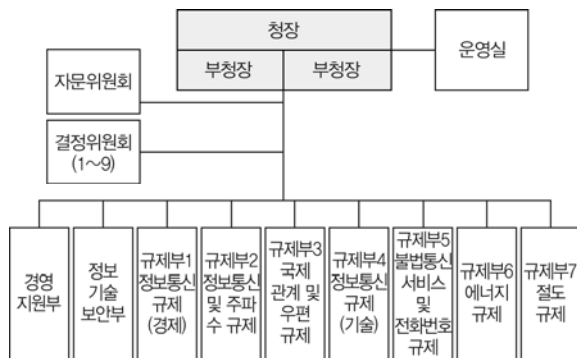 청장
부청장 부청장
운영실
자문위원회
결정위원회
(1~9)
경영
지원부
정보
기술
보안부
규제부1
정보통신
규제
(경제)
규제부2
정보통신
및 주파
수 규제
규제부3
국제
관계 및
우편
규제
규제부4
정보통신
규제
(기술)
규제부5
불법통신
서비스
및
전화번호
규제
규제부6
에너지
규제
규제부7
절도
규제